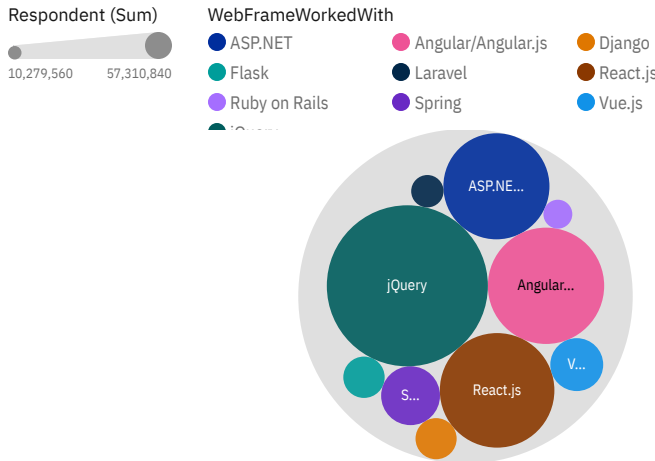 Respondent (Sum)
WebFrameWorkedWith
ASP.NET
Angular/Angular.js
Django
Flask
Laravel
React.js
10,279,560
57,310,840
Ruby on Rails
Spring
Vue.js
jQuery
ASP.NE...
jQuery
Angular...
V...
S...
React.js